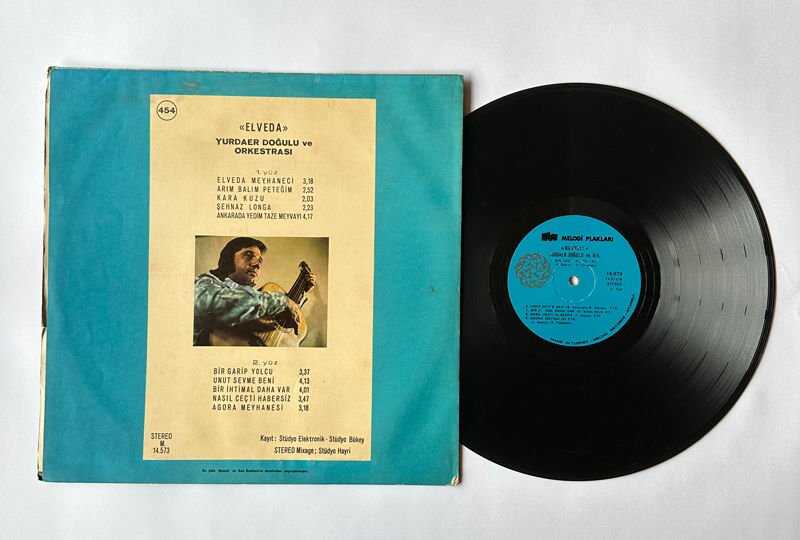 454
«ELVEDA»
YURDAER DOĞULU ve
ORKESTRASI
1. yüz
ELVEDA MEYHANECİ 3,18
ARIM BALIM PETEĞİM 2,52
KARA KUZU 2,03
ŞEHNAZ LONGA 2,23
ANKARADA YEDİM TAZE MEYVAYI 4,17
2. yüz
BİR GARİP YOLCU 3,37
UNUT SEVME BENİ 4,13
BİR İHTİMAL DAHA VAR 4,01
NASIL GEÇTİ HABERSİZ 3,47
AGORA MEYHANESİ 3,18
STEREO
M.
14.573
Kayıt: Stüdyo Elektronik - Stüdyo Bükey
STEREO Mixage; Stüdyo Hayri
MELODİ PLAKLARI
STEREO